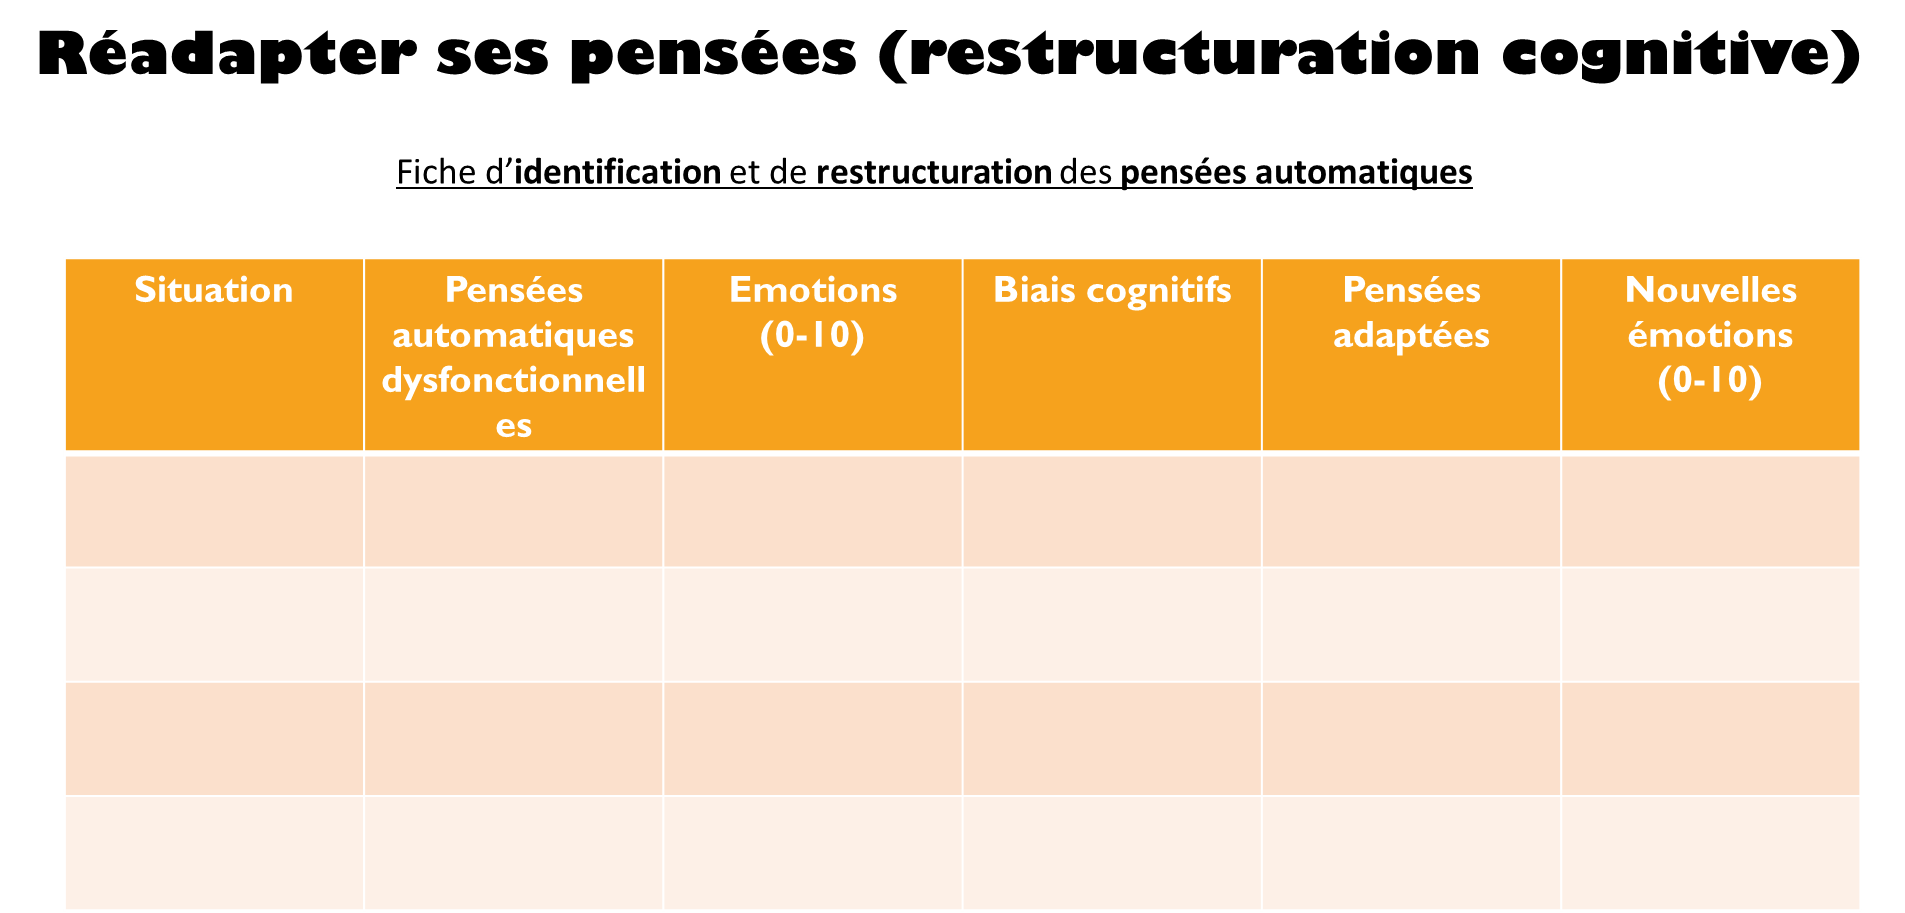 Réadapter ses pensées (restructuration cognitive)
Fiche d’identification et de restructuration des pensées automatiques
Situation
Pensées
automatiques
dysfonctionnell
es
Emotions
(0-10)
Biais cognitifs
Pensées
adaptées
Nouvelles
émotions
(0-10)